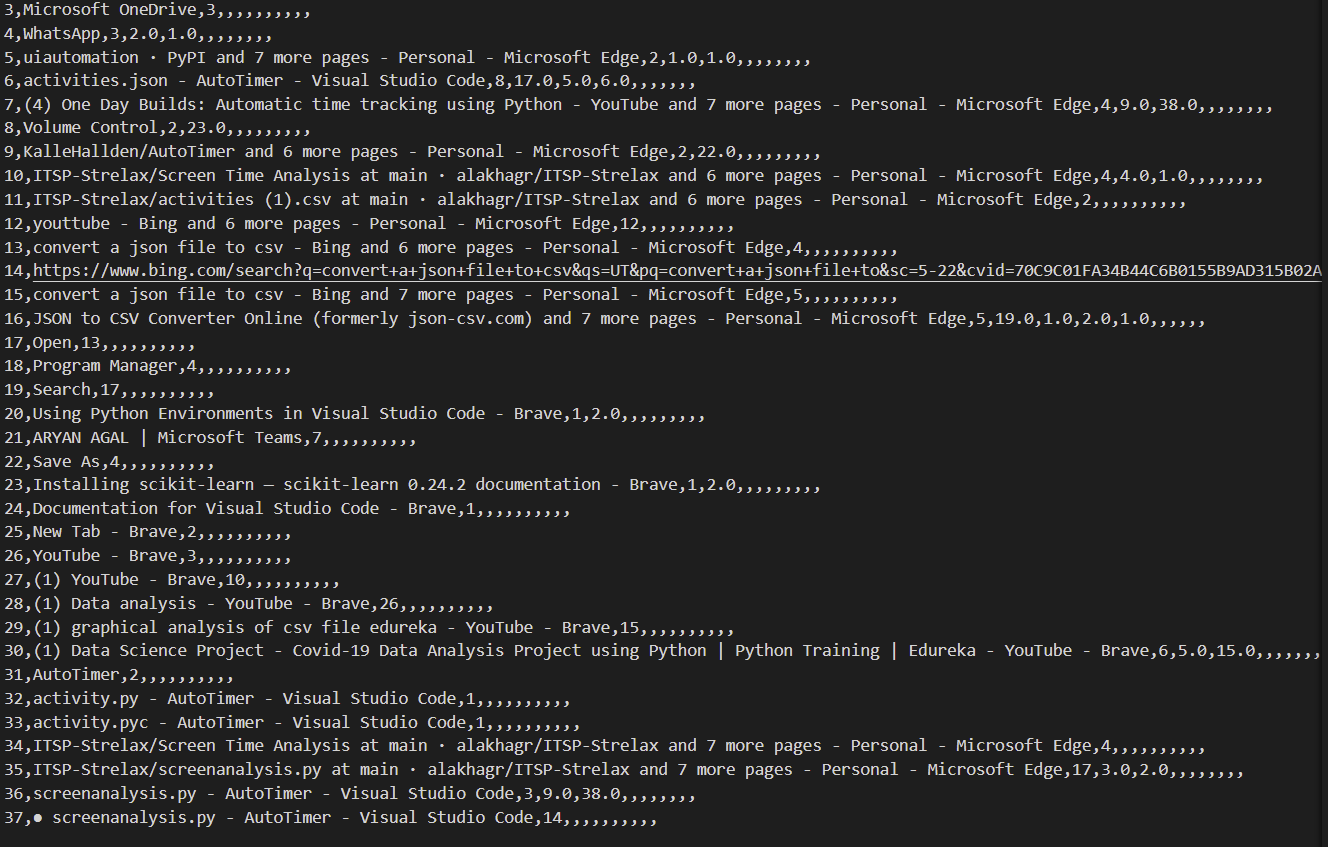 3,Microsoft OneDrive,3,,,,,,,,,,
4,WhatsApp,3,2.0,1.0,,,,,,,,
5,uiautomation · PyPI and 7 more pages - Personal - Microsoft Edge,2,1.0,1.0,,,,,,,,
6,activities.json - AutoTimer - Visual Studio Code,8,17.0,5.0,6.0,,,,,,,
7,(4) One Day Builds: Automatic time tracking using Python - YouTube and 7 more pages - Personal - Microsoft Edge,4,9.0,38.0,,,,,,,,
8,Volume Control,2,23.0,,,,,,,,,
9,KalleHallden/AutoTimer and 6 more pages - Personal - Microsoft Edge,2,22.0,,,,,,,,,
10,ITSP-Strelax/Screen Time Analysis at main · alakhagr/ITSP-Strelax and 6 more pages - Personal - Microsoft Edge,4,4.0,1.0,,,,,,,,
11,ITSP-Strelax/activities (1).csv at main · alakhagr/ITSP-Strelax and 6 more pages - Personal - Microsoft Edge,2,,,,,,,,,,
12,youttube - Bing and 6 more pages - Personal - Microsoft Edge,12,,,,,,,,,,
13,convert a json file to csv - Bing and 6 more pages - Personal - Microsoft Edge,4,,,,,,,,,,
14,https://www.bing.com/search?q=convert+a+json+file+to+csv&qs=UT&pq=convert+a+json+file+to&sc=5-22&cvid=70C9C01FA34B44C6B0155B9AD315B02A
15,convert a json file to csv - Bing and 7 more pages - Personal - Microsoft Edge,5,,,,,,,,,,
16,JSON to CSV Converter Online (formerly json-csv.com) and 7 more pages - Personal - Microsoft Edge,5,19.0,1.0,2.0,1.0,,,,,,
17,Open,13,,,,,,,,,,
18,Program Manager,4,,,,,,,,,,
19,Search,17,,,,,,,,,,
20,Using Python Environments in Visual Studio Code - Brave,1,2.0,,,,,,,,,
21,ARYAN AGAL | Microsoft Teams,7,,,,,,,,,,
22,Save As,4,,,,,,,,,,
23,Installing scikit-learn — scikit-learn 0.24.2 documentation - Brave,1,2.0,,,,,,,,,
24,Documentation for Visual Studio Code - Brave,1,,,,,,,,,,
25,New Tab - Brave,2,,,,,,,,,,
26,YouTube - Brave,3,,,,,,,,,,
27,(1) YouTube - Brave,10,,,,,,,,,,
28,(1) Data analysis - YouTube - Brave,26,,,,,,,,,,
29,(1) graphical analysis of csv file edureka - YouTube - Brave,15,,,,,,,,,,
30,(1) Data Science Project - Covid-19 Data Analysis Project using Python | Python Training | Edureka - YouTube - Brave,6,5.0,15.0,,,,,,,
31,AutoTimer,2,,,,,,,,,,
32,activity.py - AutoTimer - Visual Studio Code,1,,,,,,,,,,
33,activity.pyc - AutoTimer - Visual Studio Code,1,,,,,,,,,,
34,ITSP-Strelax/Screen Time Analysis at main · alakhagr/ITSP-Strelax and 7 more pages - Personal - Microsoft Edge,4,,,,,,,,,,
35,ITSP-Strelax/screenanalysis.py at main · alakhagr/ITSP-Strelax and 7 more pages - Personal - Microsoft Edge,17,3.0,2.0,,,,,,,,
36,screenanalysis.py - AutoTimer - Visual Studio Code,3,9.0,38.0,,,,,,,,
37,● screenanalysis.py - AutoTimer - Visual Studio Code,14,,,,,,,,,,